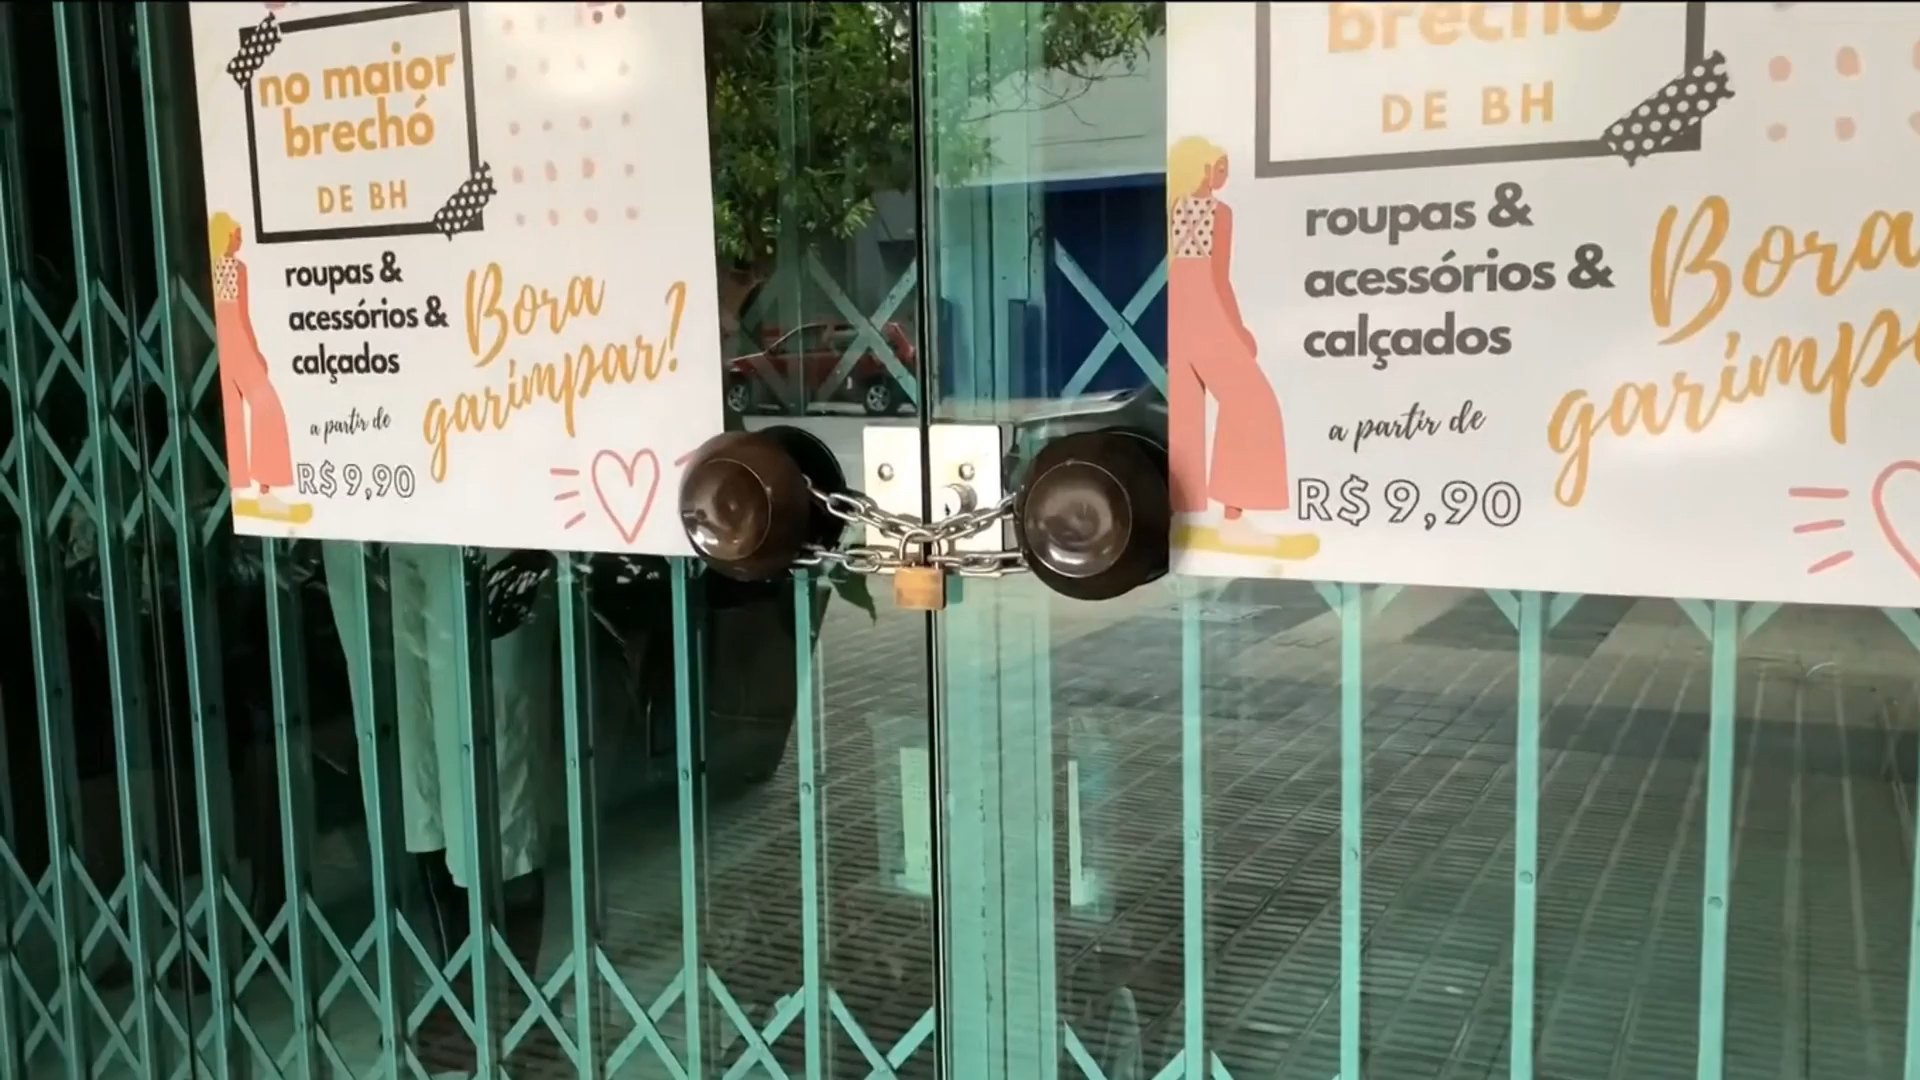 no maior
brechó
DE BH
roupas &
acessórios &
calçados
Bora
garimpar?
a partir de
R$ 9,90
brechó
DE BH
roupas &
acessórios &
calçados
Bora
a partir de
R$ 9,90